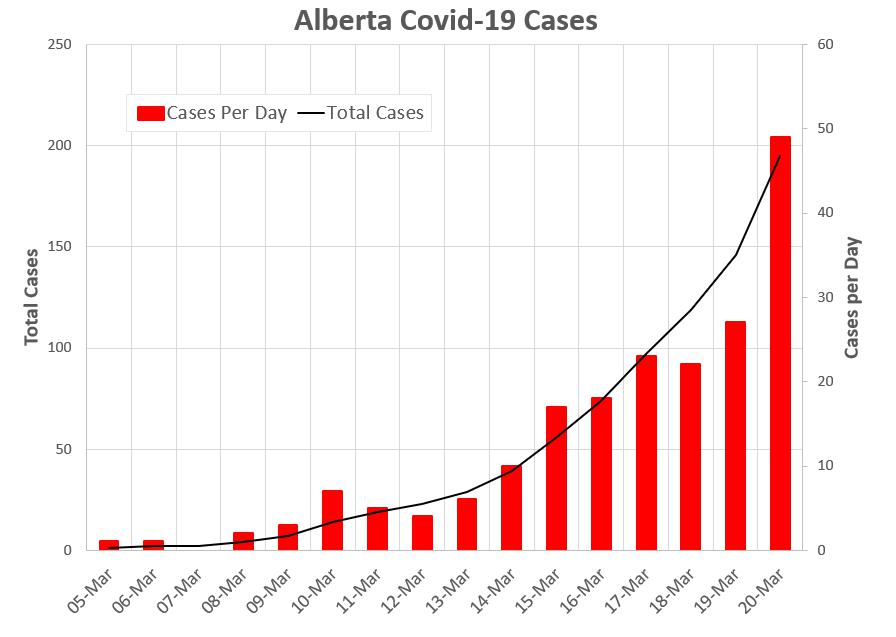 Alberta Covid-19 Cases
250
200
150
100
50
0
Total Cases
Cases Per Day
Total Cases
60
50
40
30
20
10
0
Cases per Day
05-Mar
06-Mar
07-Mar
08-Mar
09-Mar
10-Mar
11-Mar
12-Mar
13-Mar
14-Mar
15-Mar
16-Mar
17-Mar
18-Mar
19-Mar
20-Mar